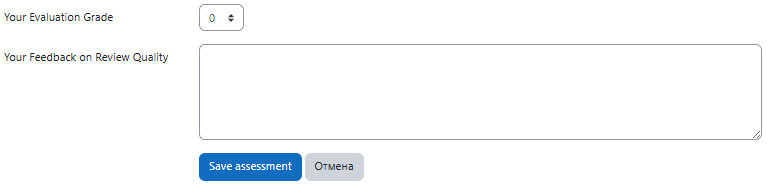 Your Evaluation Grade
0
Your Feedback on Review Quality
Save assessment
Отмена